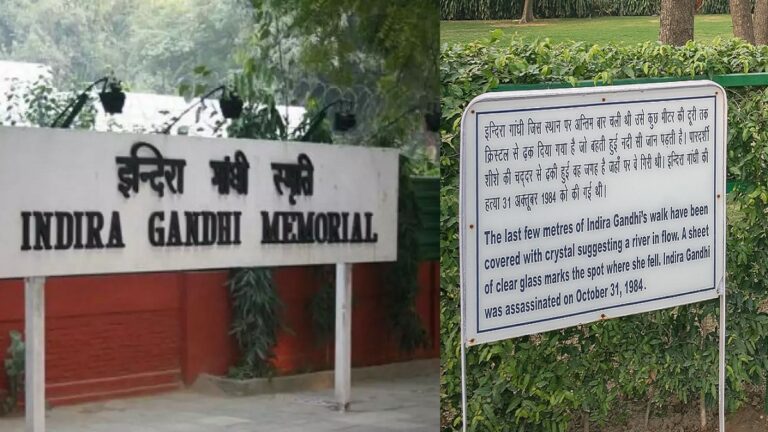 इन्दिरा गांधी स्मृति
INDIRA GANDHI MEMORIAL
इन्दिरा गांधी जिस स्थान पर अन्तिम बार चली थी उसे कुछ मीटर की दूरी तक
क्रिस्टल से ढक दिया गया है जो बहती हुई नदी सी जान पड़ती है। पारदर्शी
शीशे की चद्दर से ढकी हुई वह जगह है जहाँ पर वे गिरी थी। इन्दिरा गांधी की
हत्या 31 अक्तूबर 1984 को की गई थी।
The last few metres of Indira Gandhi's walk have been
covered with crystal suggesting a river in flow. A sheet
of clear glass marks the spot where she fell. Indira Gandhi
was assassinated on October 31, 1984.